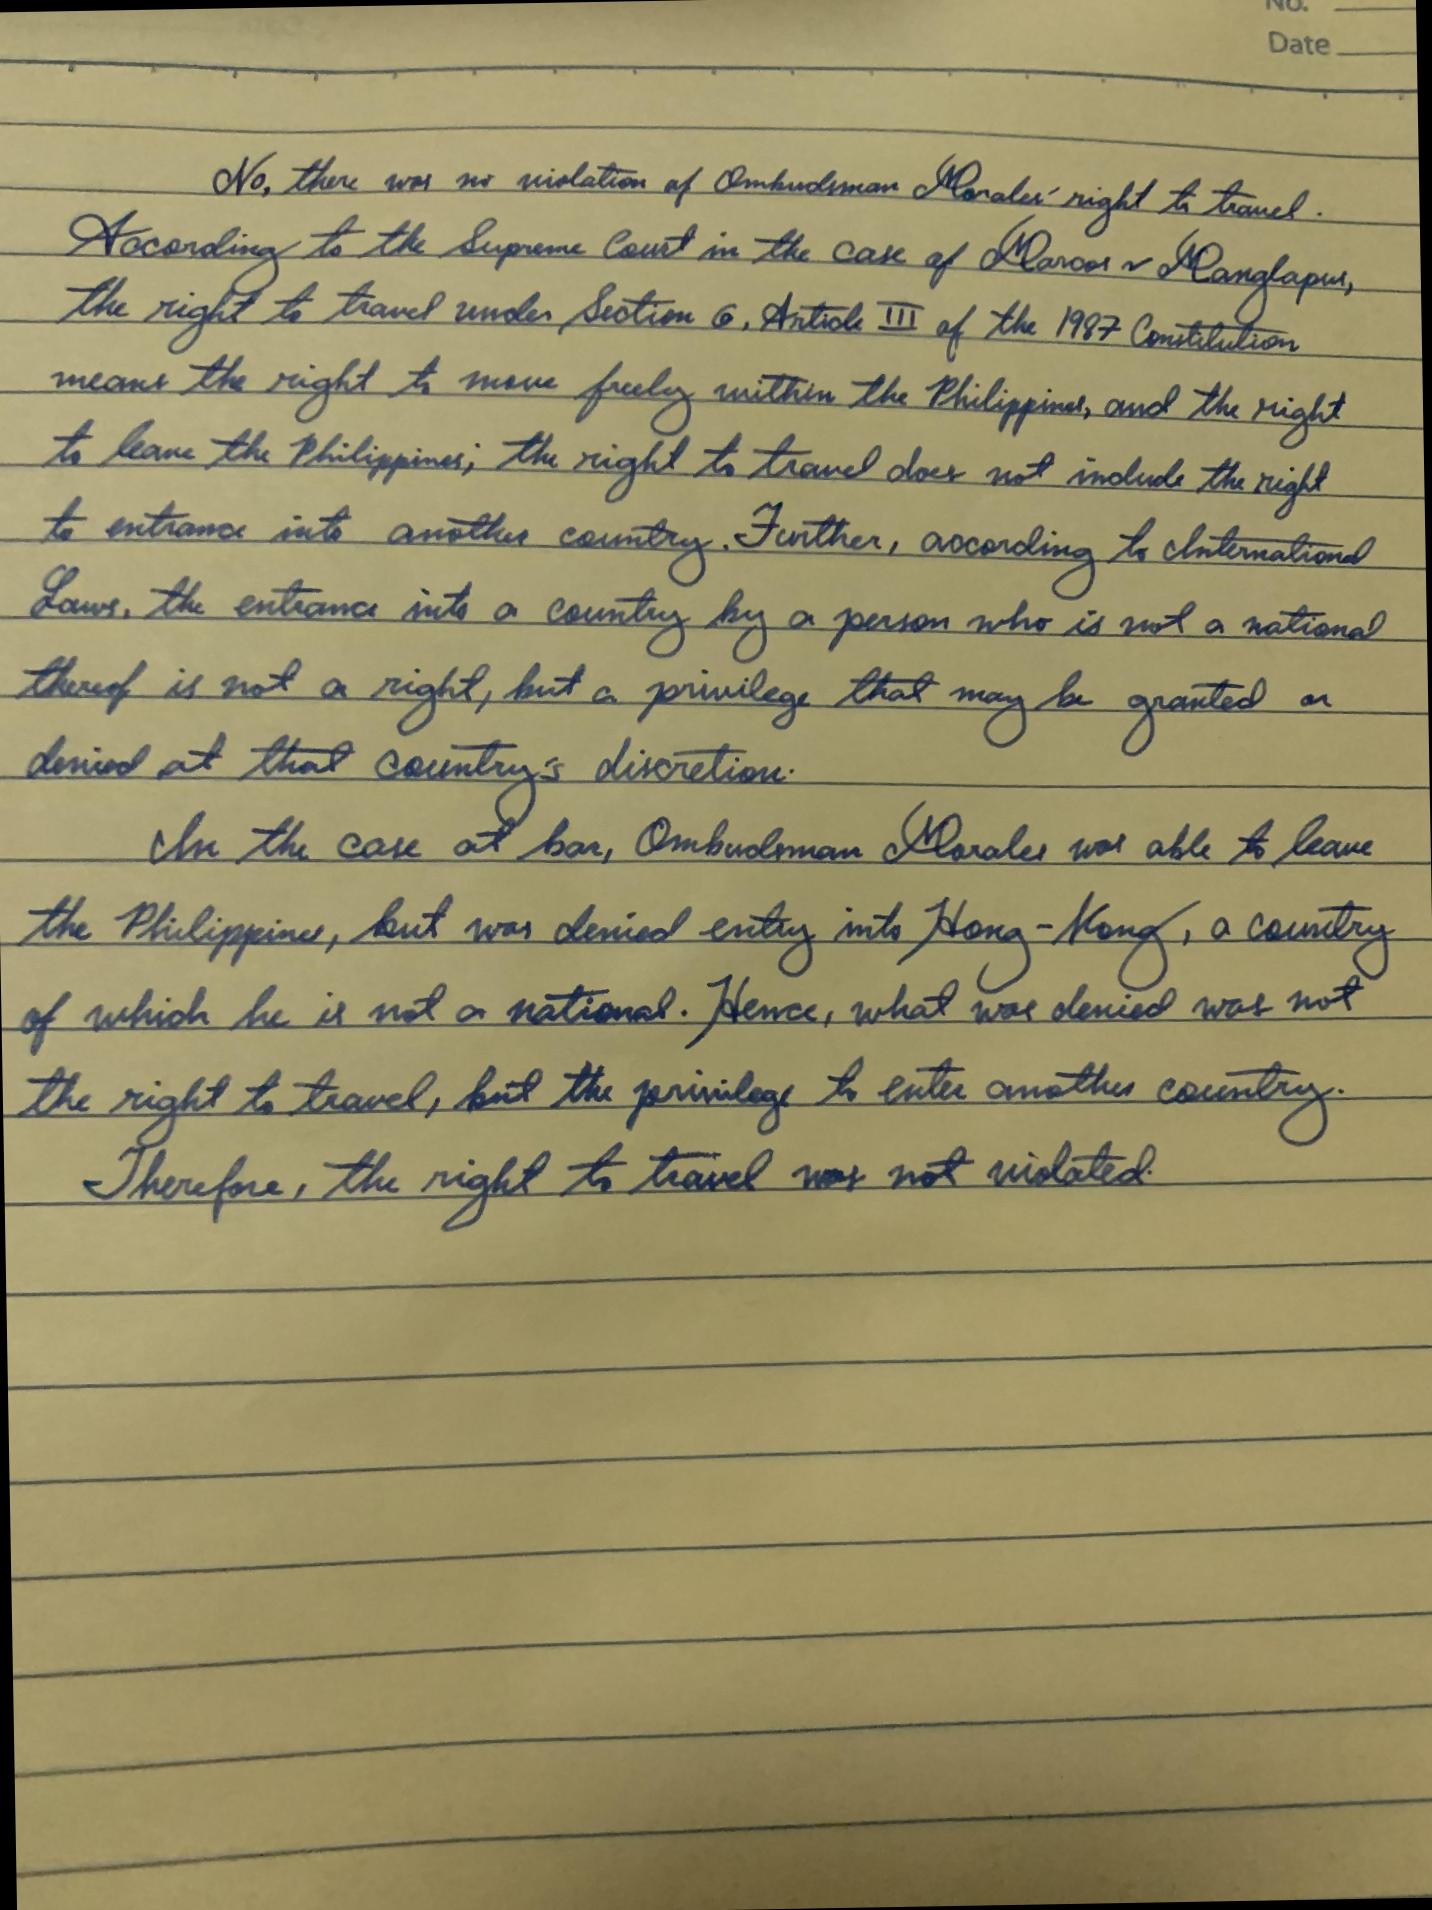 No.
Date
No, there was no violation of Ombudsman Morales' right to travel.
According to the Supreme Court in the case of Marcos v Manglapus,
the right to travel under Section 6, Article III of the 1987 Constitution
means the right to move freely within the Philippines, and the right
to leave the Philippines; the right to travel does not include the right
to entrance into another country. Further, according to International
Laws, the entrance into a country by a person who is not a national
thereof is not a right, but a privilege that may be granted or
denied at that country's discretion.
In the case at bar, Ombudsman Morales was able to leave
the Philippines, but was denied entry into Hong-Kong, a country
of which he is not a national. Hence, what was denied was not
the right to travel, but the privilege to enter another country.
Therefore, the right to travel was not violated.